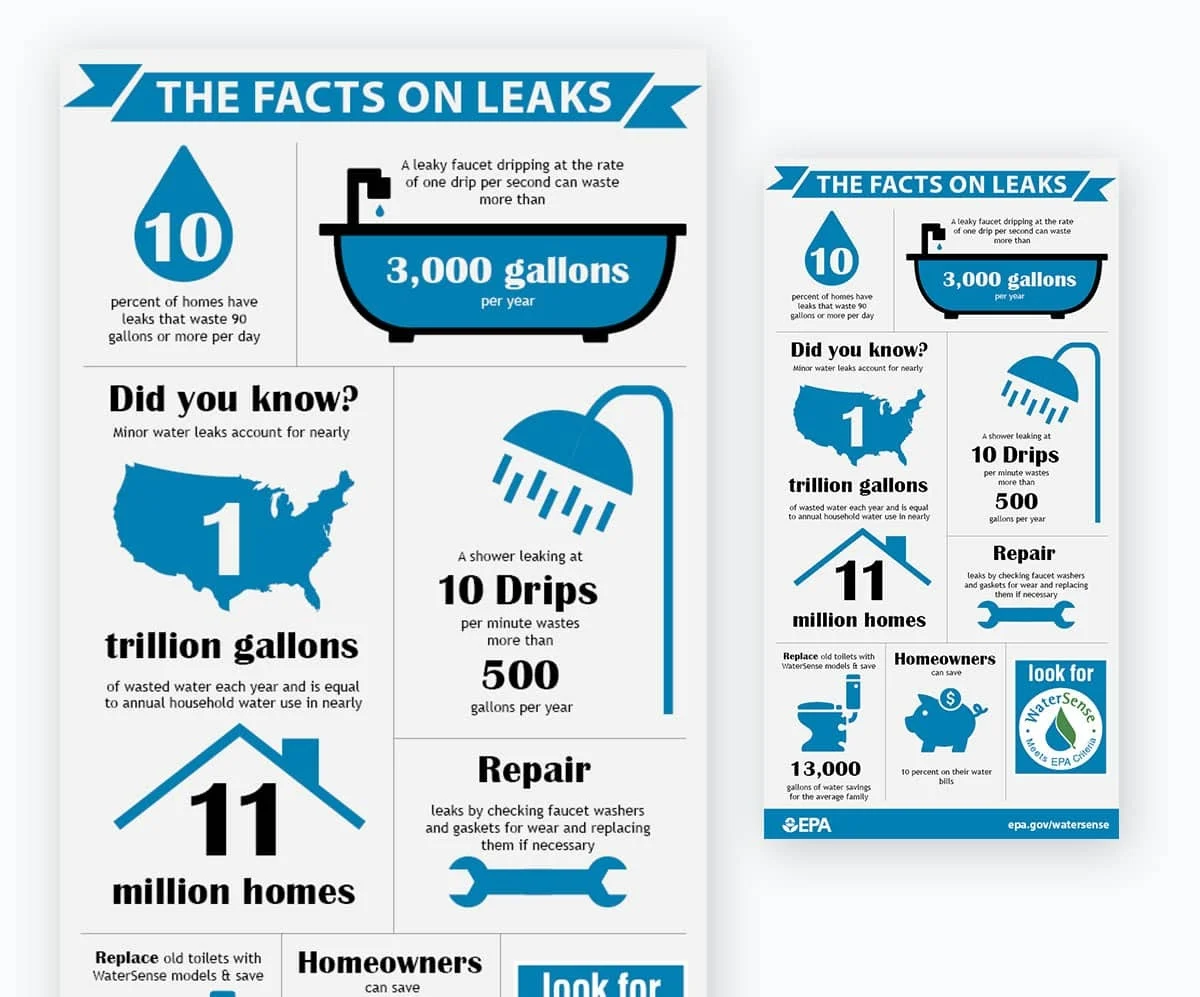 THE FACTS ON LEAKS
10
percent of homes have
leaks that waste 90
gallons or more per day
A leaky faucet dripping at the rate
of one drip per second can waste
more than
3,000 gallons
per year
Did you know?
Minor water leaks account for nearly
1
trillion gallons
of wasted water each year and is equal
to annual household water use in nearly
11
million homes
A shower leaking at
10 Drips
per minute wastes
more than
500
gallons per year
Repair
leaks by checking faucet washers
and gaskets for wear and replacing
them if necessary
Replace old toilets with
WaterSense models & save
Homeowners
can save
look for
THE FACTS ON LEAKS
10
percent of homes have
leaks that waste 90
gallons or more per day
A leaky faucet dripping at the rate
of one drip per second can waste
more than
3,000 gallons
per year
Did you know?
Minor water leaks account for nearly
1
trillion gallons
of wasted water each year and is equal
to annual household water use in nearly
11
million homes
A shower leaking at
10 Drips
per minute wastes
more than
500
gallons per year
Repair
leaks by checking faucet washers
and gaskets for wear and replacing
them if necessary
Replace old toilets with
WaterSense models & save
13,000
gallons of water savings
for the average family
Homeowners
can save
$
10 percent on their water
bills
look for
WaterSense
Meets EPA Criteria
EPA
epa.gov/watersense